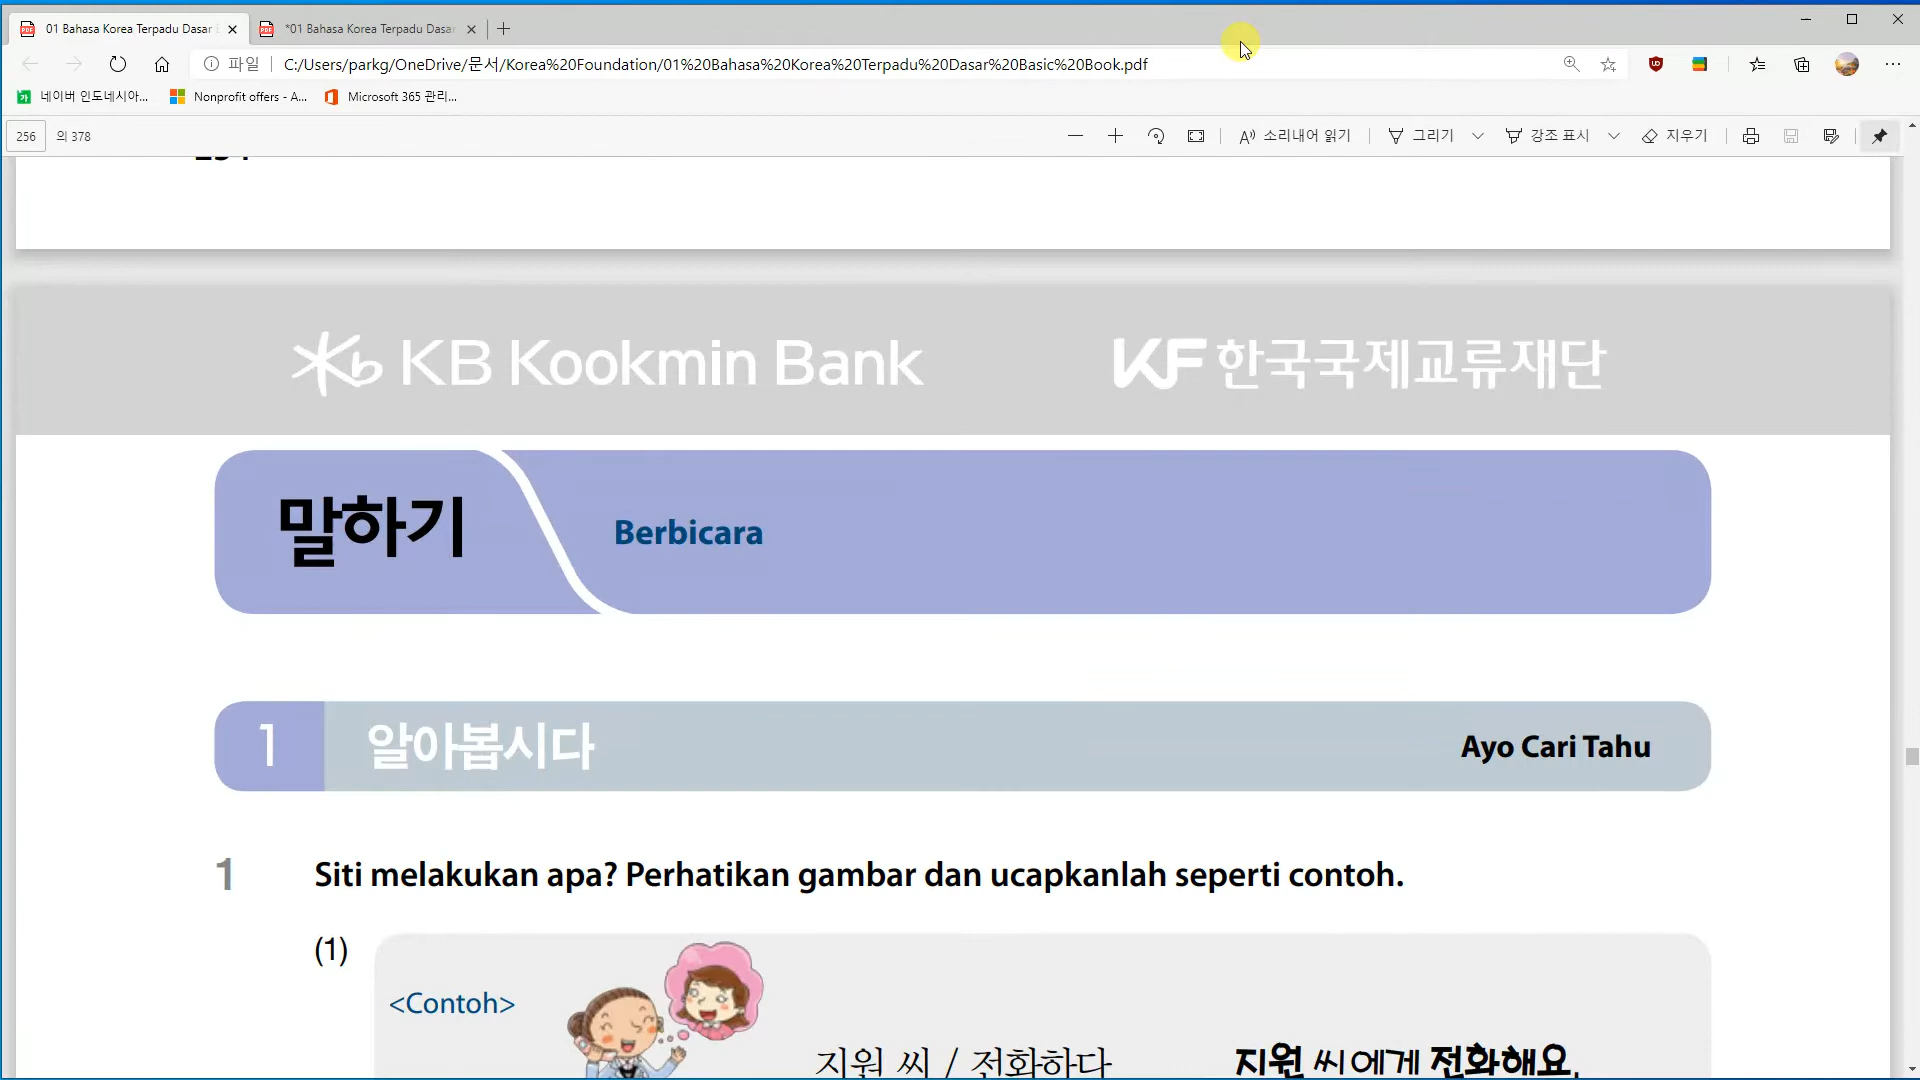 01 Bahasa Korea Terpadu Dasar
*01 Bahasa Korea Terpadu Dasar
파일
C:/Users/parkg/OneDrive/문서/Korea%20Foundation/01%20Bahasa%20Korea%20Terpadu%20Dasar%20Basic%20Book.pdf
네이버 인도네시아...
Nonprofit offers - A...
Microsoft 365 관리...
256 의 378
소리내어 읽기
그리기
강조 표시
지우기
KB Kookmin Bank
KF 한국국제교류재단
말하기
Berbicara
1 알아봅시다
Ayo Cari Tahu
1 Siti melakukan apa? Perhatikan gambar dan ucapkanlah seperti contoh.
(1)
<Contoh>
지원 씨 / 전화하다
지원 씨에게 전화해요.